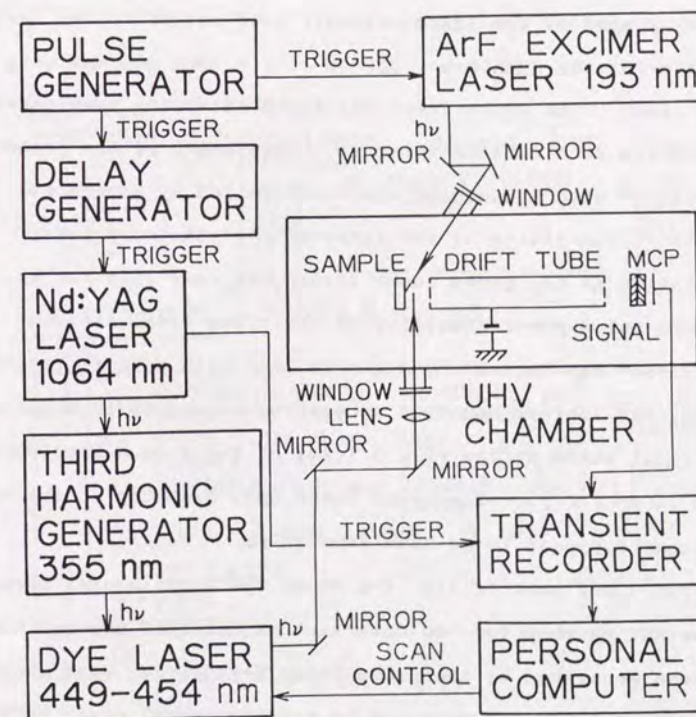 PULSE
GENERATOR
TRIGGER
ArF EXCIMER
LASER 193 nm
TRIGGER
hν
MIRROR
MIRROR
WINDOW
DELAY
GENERATOR
TRIGGER
SAMPLE
DRIFT TUBE
MCP
SIGNAL
Nd:YAG
LASER
1064 nm
hν
WINDOW
LENS
UHV
CHAMBER
MIRROR
MIRROR
THIRD
HARMONIC
GENERATOR
355 nm
TRIGGER
TRANSIENT
RECORDER
hν
hν
MIRROR
DYE LASER
449–454 nm
SCAN
CONTROL
PERSONAL
COMPUTER